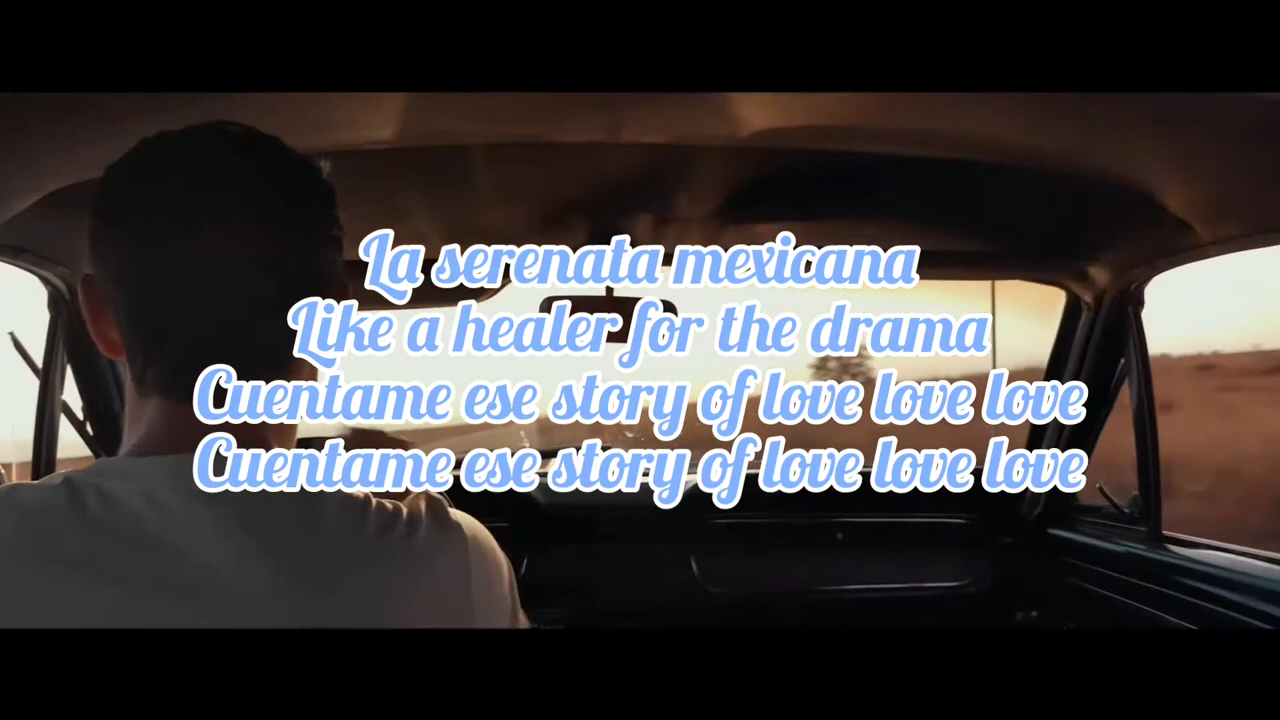 La serenata mexicana
Like a healer for the drama
Cuentame ese story of love love love
Cuentame ese story of love love love